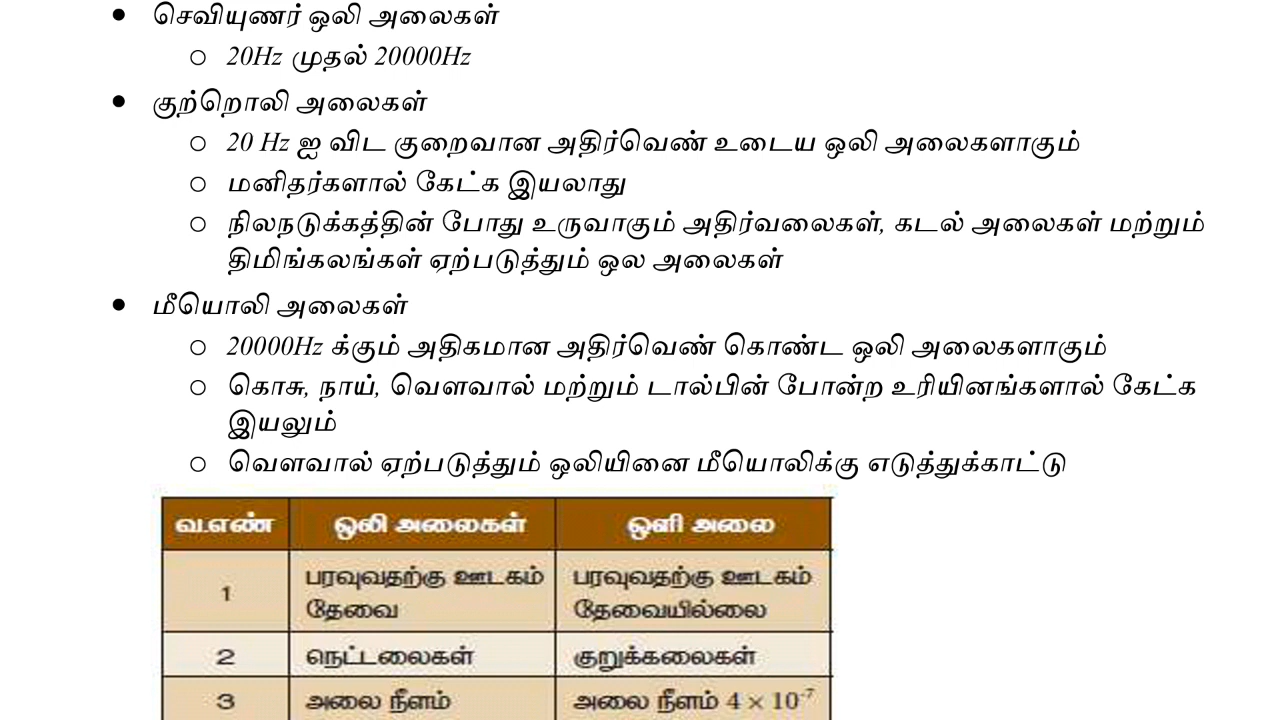 • செவியுணர் ஒலி அலைகள்
○ 20Hz முதல் 20000Hz
• குற்றொலி அலைகள்
○ 20 Hz ஐ விட குறைவான அதிர்வெண் உடைய ஒலி அலைகளாகும்
○ மனிதர்களால் கேட்க இயலாது
○ நிலநடுக்கத்தின் போது உருவாகும் அதிர்வலைகள், கடல் அலைகள் மற்றும்
திமிங்கலங்கள் ஏற்படுத்தும் ஒல அலைகள்
• மீயொலி அலைகள்
○ 20000Hz க்கும் அதிகமான அதிர்வெண் கொண்ட ஒலி அலைகளாகும்
○ கொசு, நாய், வௌவால் மற்றும் டால்பின் போன்ற உரியினங்களால் கேட்க
இயலும்
○ வௌவால் ஏற்படுத்தும் ஒலியினை மீயொலிக்கு எடுத்துக்காட்டு
வ.எண் ஒலி அலைகள் ஒளி அலை
1 பரவுவதற்கு ஊடகம் தேவை பரவுவதற்கு ஊடகம் தேவையில்லை
2 நெட்டலைகள் குறுக்கலைகள்
3 அலை நீளம் அலை நீளம் 4 × 10⁻⁷